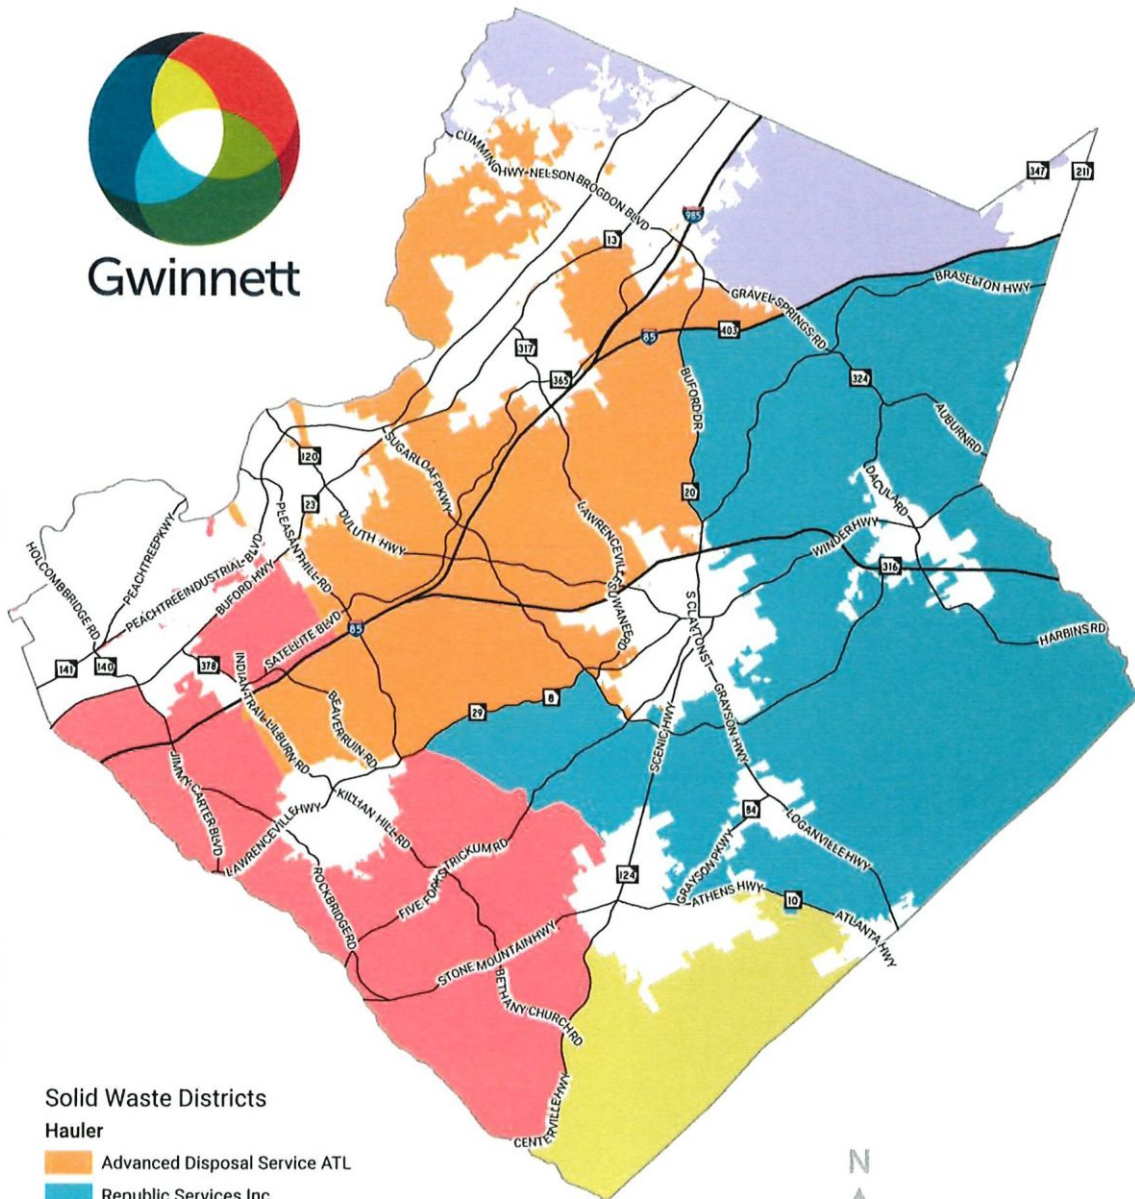 Gwinnett
CUMMING HWY-NELSON BROGDON BLVD
347
211
985
13
BRASELTON HWY
GRAVEL SPRINGS RD
403
85
317
365
324
BUFORD DR
AUBURN RD
120
SUGARLOAF PKWY
DACULA RD
20
23
PLEASANT HILL RD
DULUTH HWY
LAWRENCEVILLE SUWANEE RD
WINDER HWY
HOLCOMB BRIDGE RD
PEACHTREE PKWY
PEACHTREE INDUSTRIAL BLVD
BUFORD HWY
316
SATELLITE BLVD
85
S CLAYTON ST
HARBINS RD
141
140
378
INDIAN TRAIL LILBURN RD
BEAVER RUIN RD
29
8
GRAYSON HWY
SCENIC HWY
JIMMY CARTER BLVD
KILLIAN HILL RD
LAWRENCEVILLE HWY
84
LOGANVILLE HWY
FIVE FORKS TRICKUM RD
GRAYSON PKWY
124
ROCKBRIDGE RD
ATHENS HWY
10
ATLANTA HWY
STONE MOUNTAIN HWY
BETHANY CHURCH RD
CENTERVILLE HWY
Solid Waste Districts
Hauler
Advanced Disposal Service ATL
Republic Services Inc
N